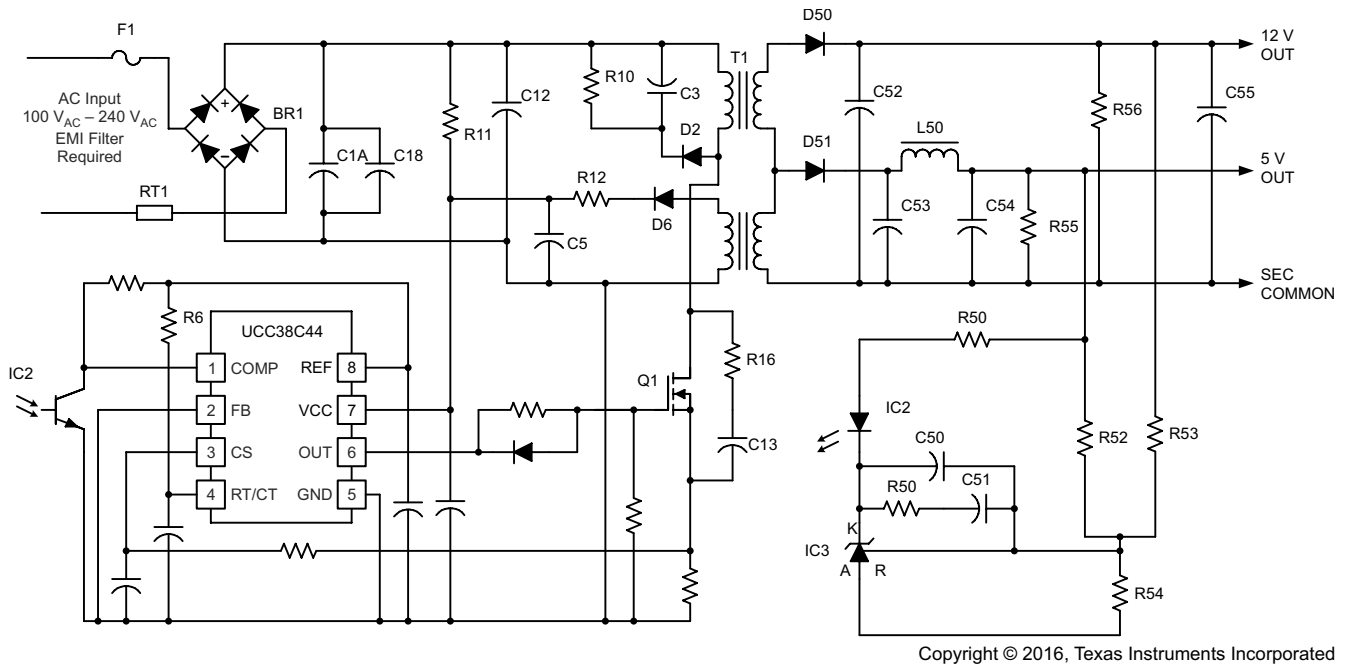 F1
D50
12 V
OUT
T1
AC Input
100 VAC – 240 VAC
EMI Filter
Required
BR1
+
–
R10
C3
C12
C52
R56
C55
R11
D2
L50
D51
5 V
OUT
C1A
C18
RT1
R12
D6
C5
C53
C54
R55
SEC
COMMON
R6
UCC38C44
R50
1
COMP
REF
8
R16
IC2
Q1
2
FB
VCC
7
IC2
3
CS
OUT
6
C13
C50
R52
R53
4
RT/CT
GND
5
R50
C51
K
IC3
A
R
R54
Copyright © 2016, Texas Instruments Incorporated